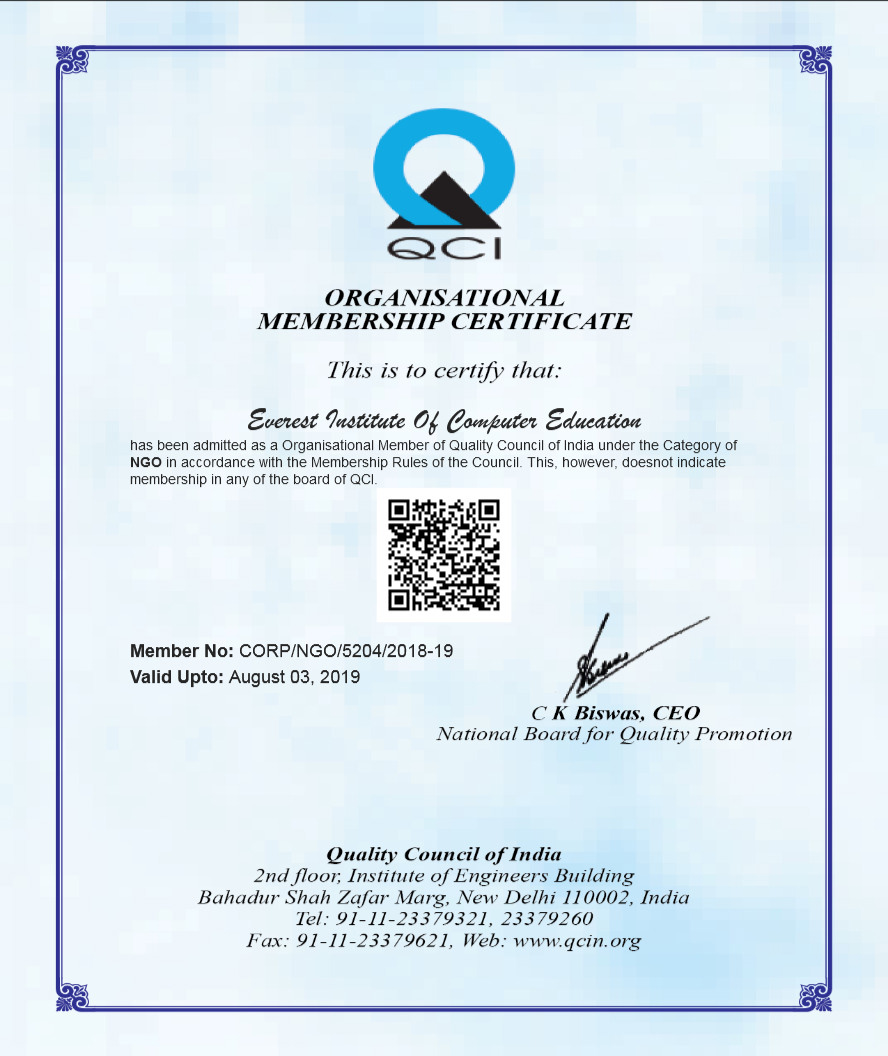 QCI
ORGANISATIONAL
MEMBERSHIP CERTIFICATE
This is to certify that:
Everest Institute Of Computer Education
has been admitted as a Organisational Member of Quality Council of India under the Category of
NGO in accordance with the Membership Rules of the Council. This, however, doesnot indicate
membership in any of the board of QCI.
Member No: CORP/NGO/5204/2018-19
Valid Upto: August 03, 2019
C K Biswas, CEO
National Board for Quality Promotion
Quality Council of India
2nd floor, Institute of Engineers Building
Bahadur Shah Zafar Marg, New Delhi 110002, India
Tel: 91-11-23379321, 23379260
Fax: 91-11-23379621, Web: www.qcin.org